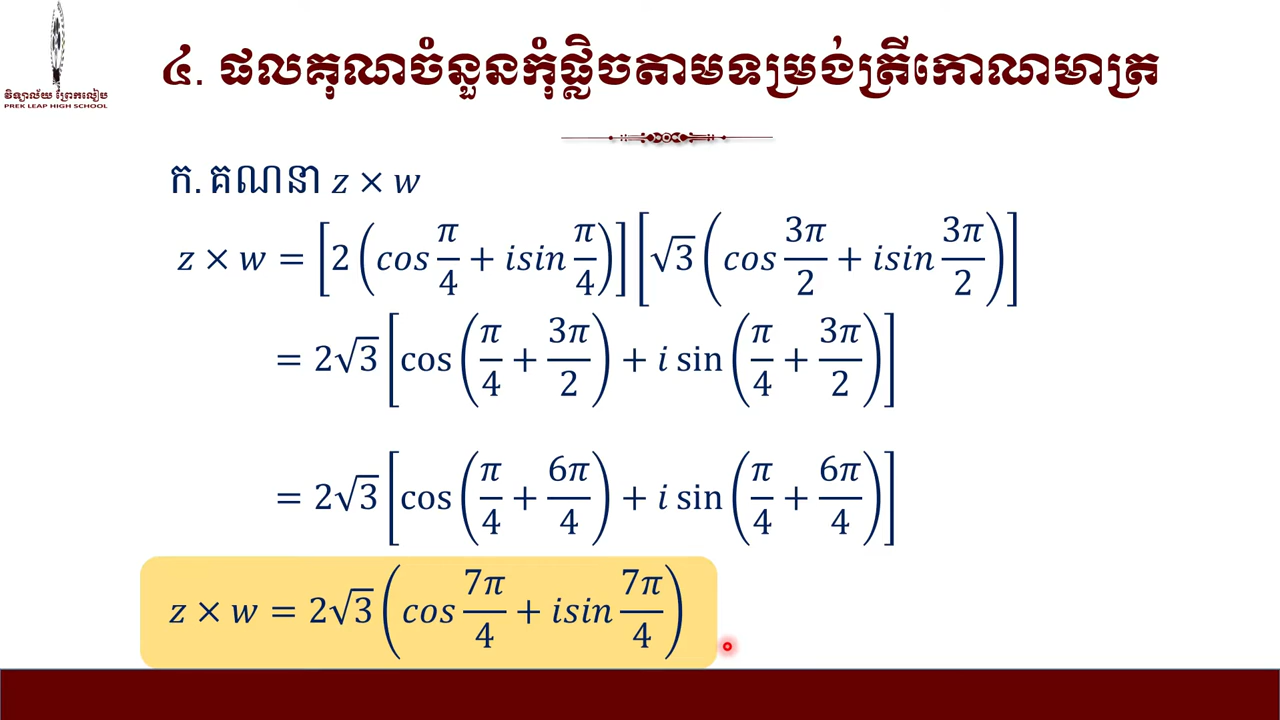 វិទ្យាល័យ ព្រែកលៀប
PREK LEAP HIGH SCHOOL
៤. ផលគុណចំនួនកុំផ្លិចតាមទម្រង់ត្រីកោណមាត្រ
ក. គណនា z × w
z × w = [2(cos π/4 + isin π/4)][√3(cos 3π/2 + isin 3π/2)]
= 2√3[cos(π/4 + 3π/2) + i sin(π/4 + 3π/2)]
= 2√3[cos(π/4 + 6π/4) + i sin(π/4 + 6π/4)]
z × w = 2√3(cos 7π/4 + isin 7π/4)